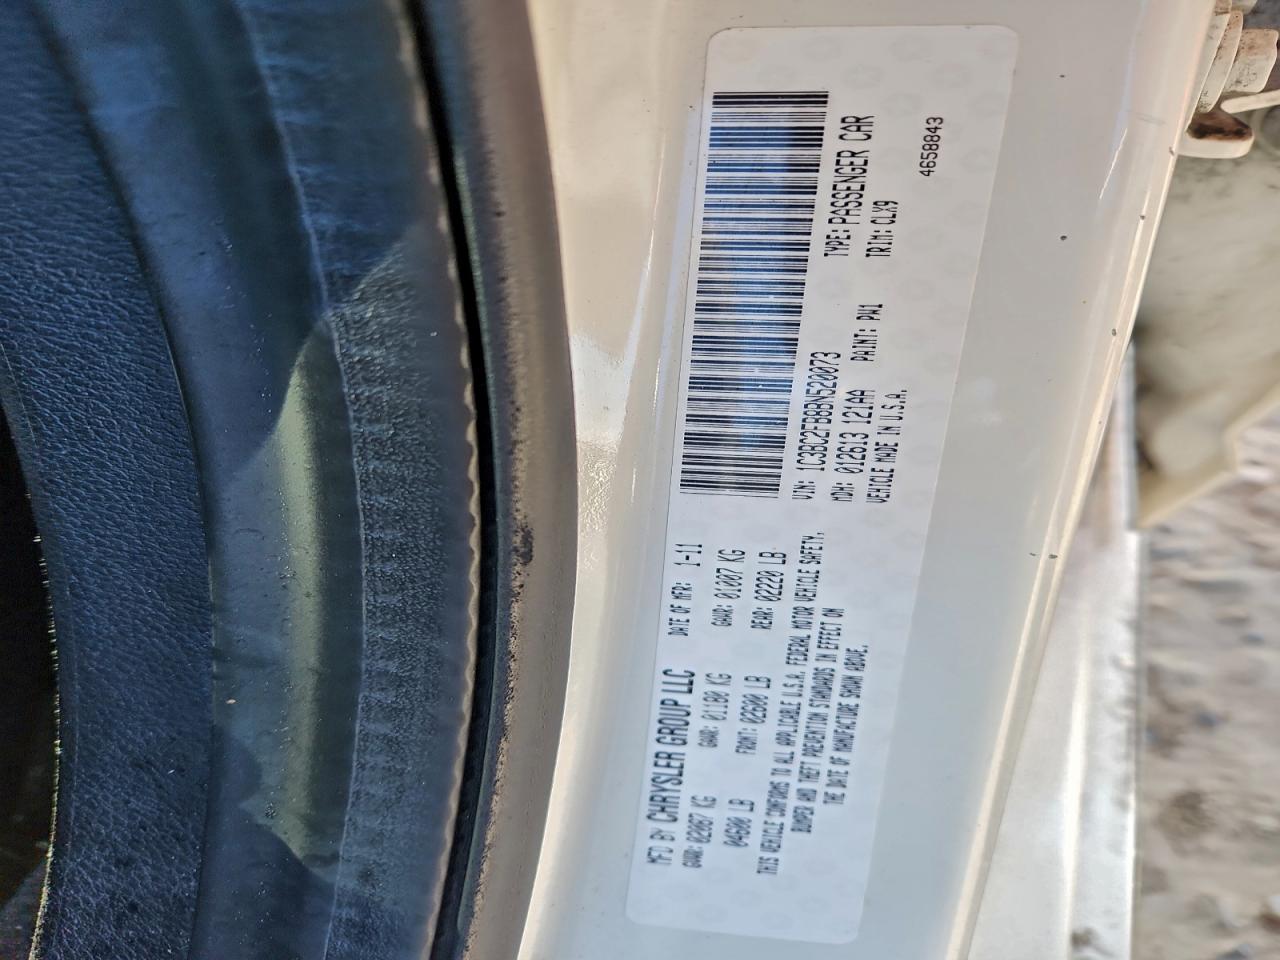 MFD BY CHRYSLER GROUP LLC DATE OF MFR: 1-11
GVWR: 02087 KG GAWR: 01180 KG GAWR: 01007 KG
04600 LB FRNT: 02600 LB REAR: 02220 LB
THIS VEHICLE CONFORMS TO ALL APPLICABLE U.S.A. FEDERAL MOTOR VEHICLE SAFETY,
BUMPER AND THEFT PREVENTION STANDARDS IN EFFECT ON
THE DATE OF MANUFACTURE SHOWN ABOVE.
VIN: 1C3BC2FB8BN520073 TYPE: PASSENGER CAR
MDH: 012613 121AA PAINT: PW1 TRIM: CLX9
VEHICLE MADE IN U.S.A.
4658843